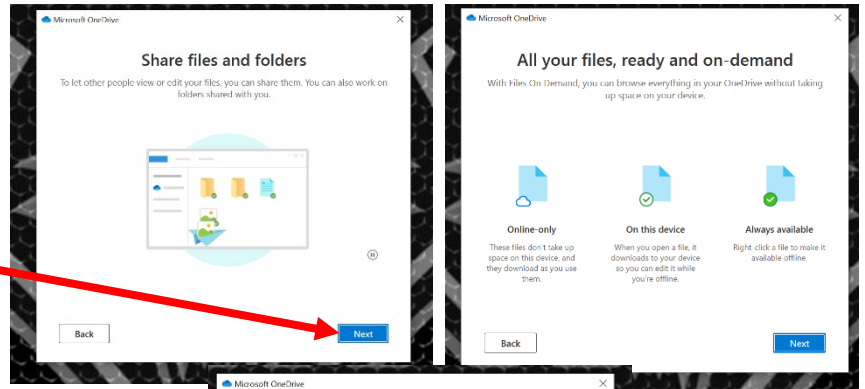 Microsoft OneDrive
Share files and folders
To let other people view or edit your files, you can share them. You can also work on
folders shared with you.
Back
Next
Microsoft OneDrive
All your files, ready and on-demand
With Files On Demand, you can browse everything in your OneDrive without taking
up space on your device.
Online-only
These files don't take up
space on this device, and
they download as you use
them.
On this device
When you open a file, it
downloads to your device
so you can edit it while
you're offline.
Always available
Right-click a file to make it
available offline.
Back
Next
Microsoft OneDrive